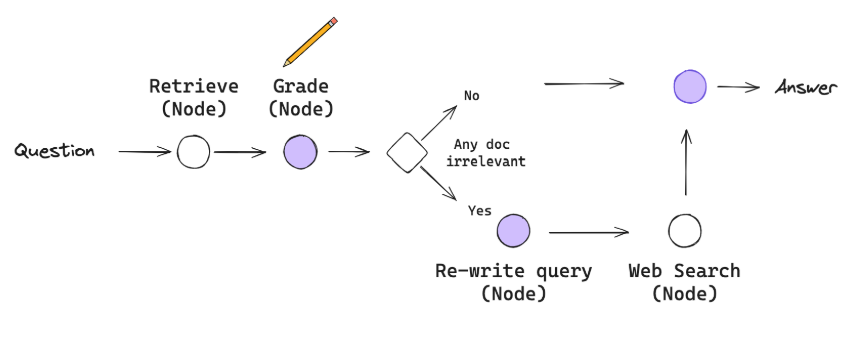 Retrieve
(Node)
Grade
(Node)
No
Answer
Question
Any doc
irrelevant
Yes
Re-write query
(Node)
Web Search
(Node)